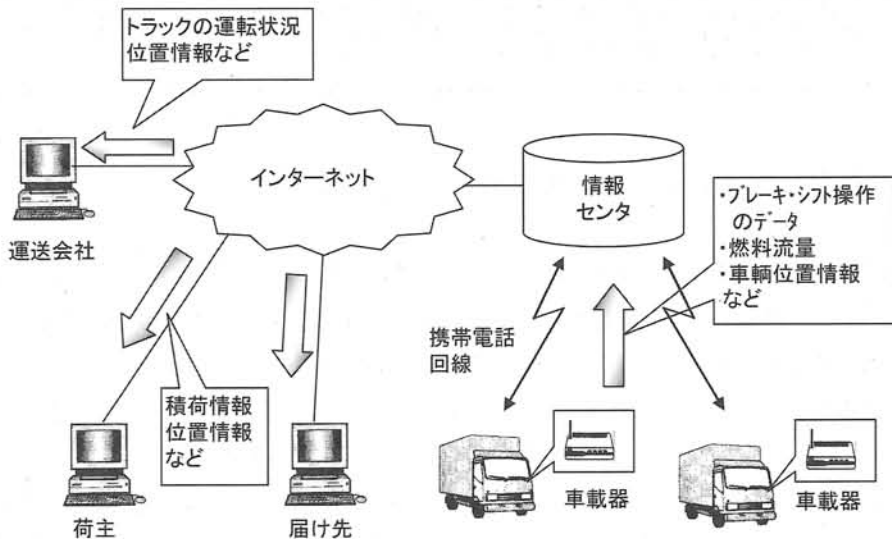 トラックの運転状況
位置情報など
インターネット
情報
センタ
・ブレーキ・シフト操作
のデータ
・燃料流量
・車輌位置情報
など
運送会社
携帯電話
回線
積荷情報
位置情報
など
荷主
届け先
車載器
車載器